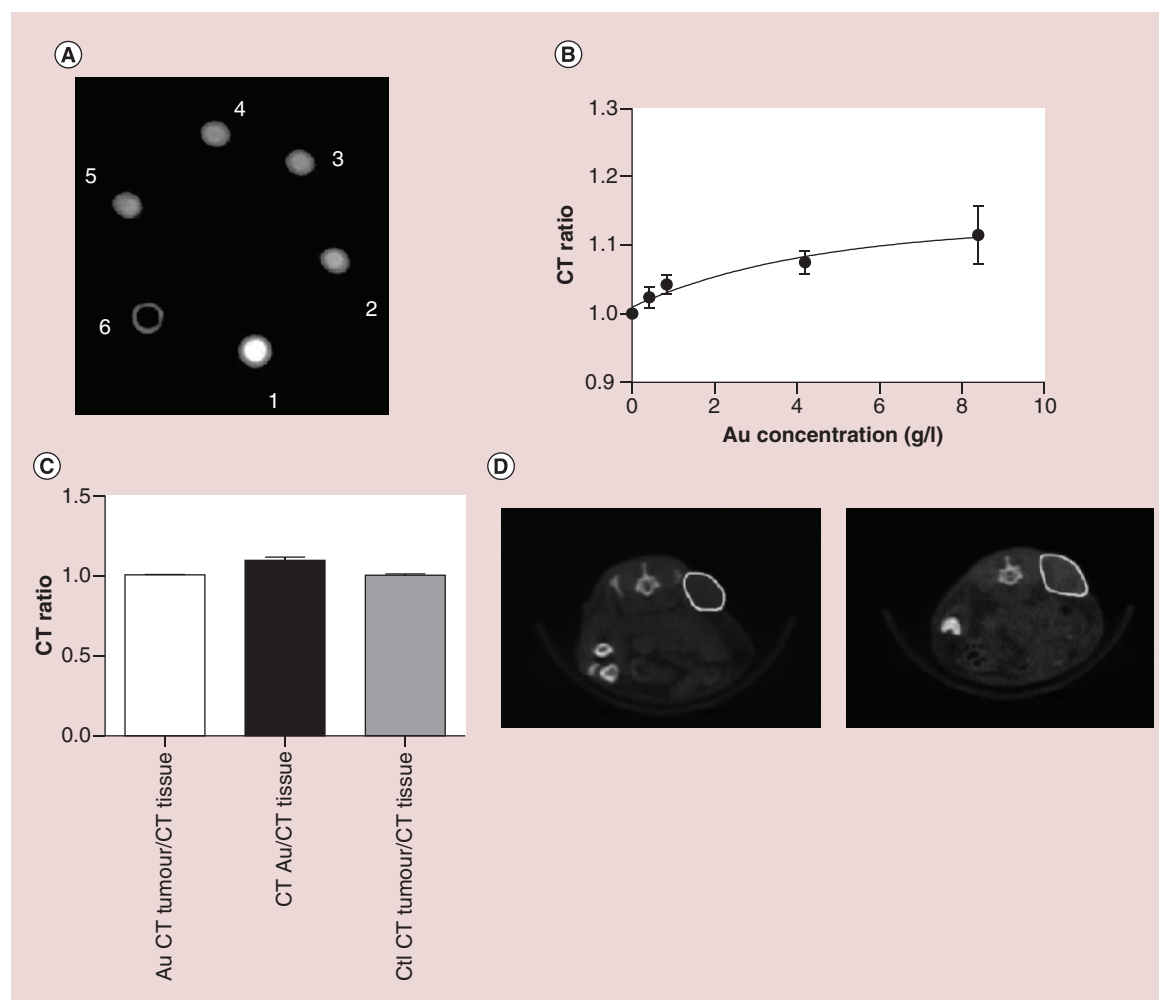 A
4
3
5
2
6
1
B
1.3
1.2
1.1
1.0
0.9
CT ratio
0 2 4 6 8 10
Au concentration (g/l)
C
1.5
1.0
0.5
0.0
CT ratio
Au CT tumour/CT tissue
CT Au/CT tissue
Ctl CT tumour/CT tissue
D